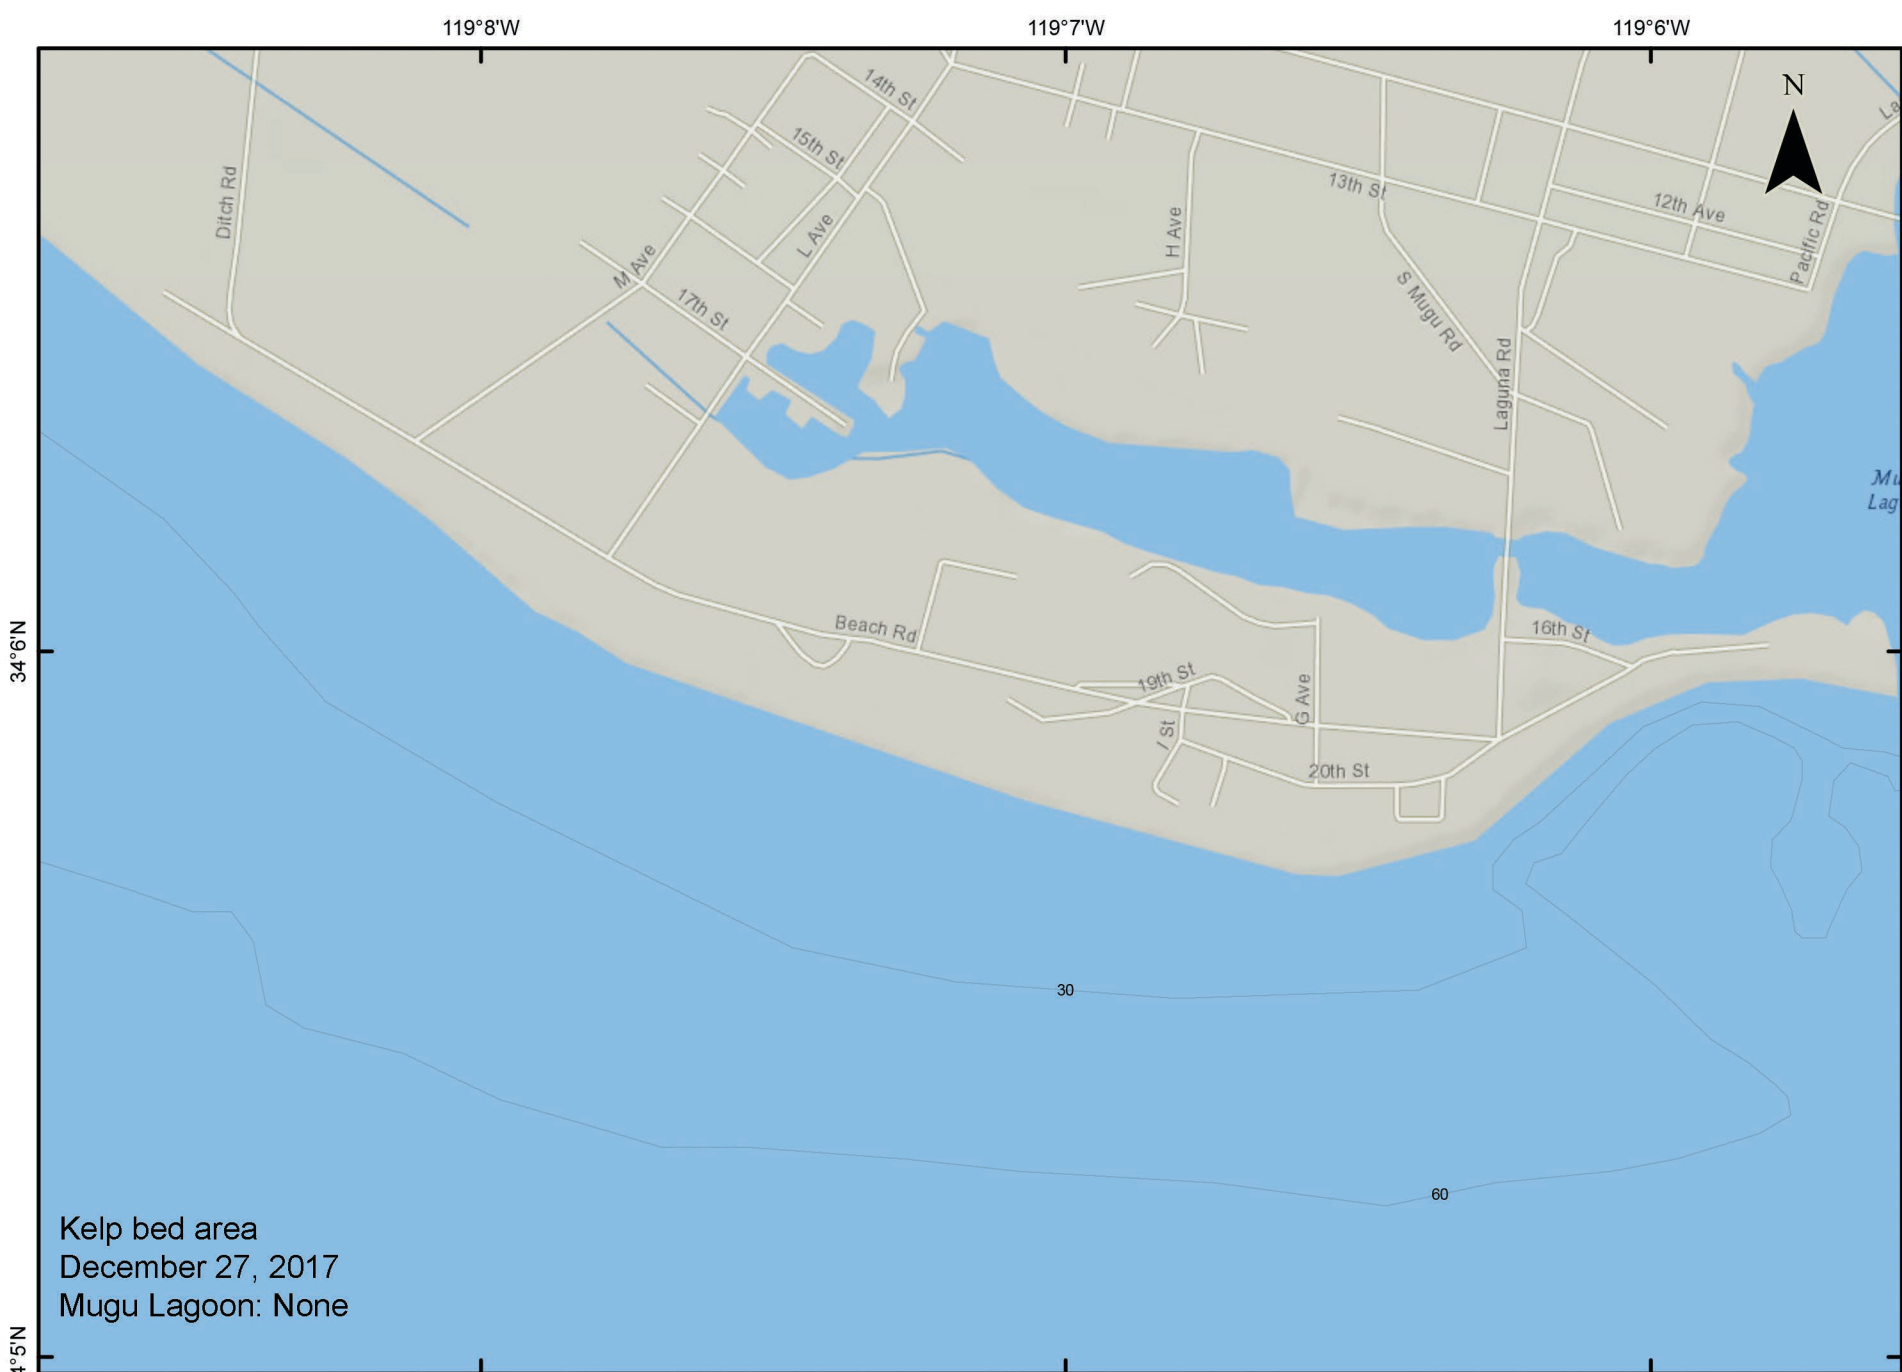 119°8'W
119°7'W
119°6'W
N
14th St
15th St
Ditch Rd
L Ave
M Ave
17th St
H Ave
13th St
12th Ave
Pacific Rd
S Mugu Rd
Laguna Rd
34°6'N
Beach Rd
16th St
19th St
G Ave
I St
20th St
30
60
Kelp bed area
December 27, 2017
Mugu Lagoon: None